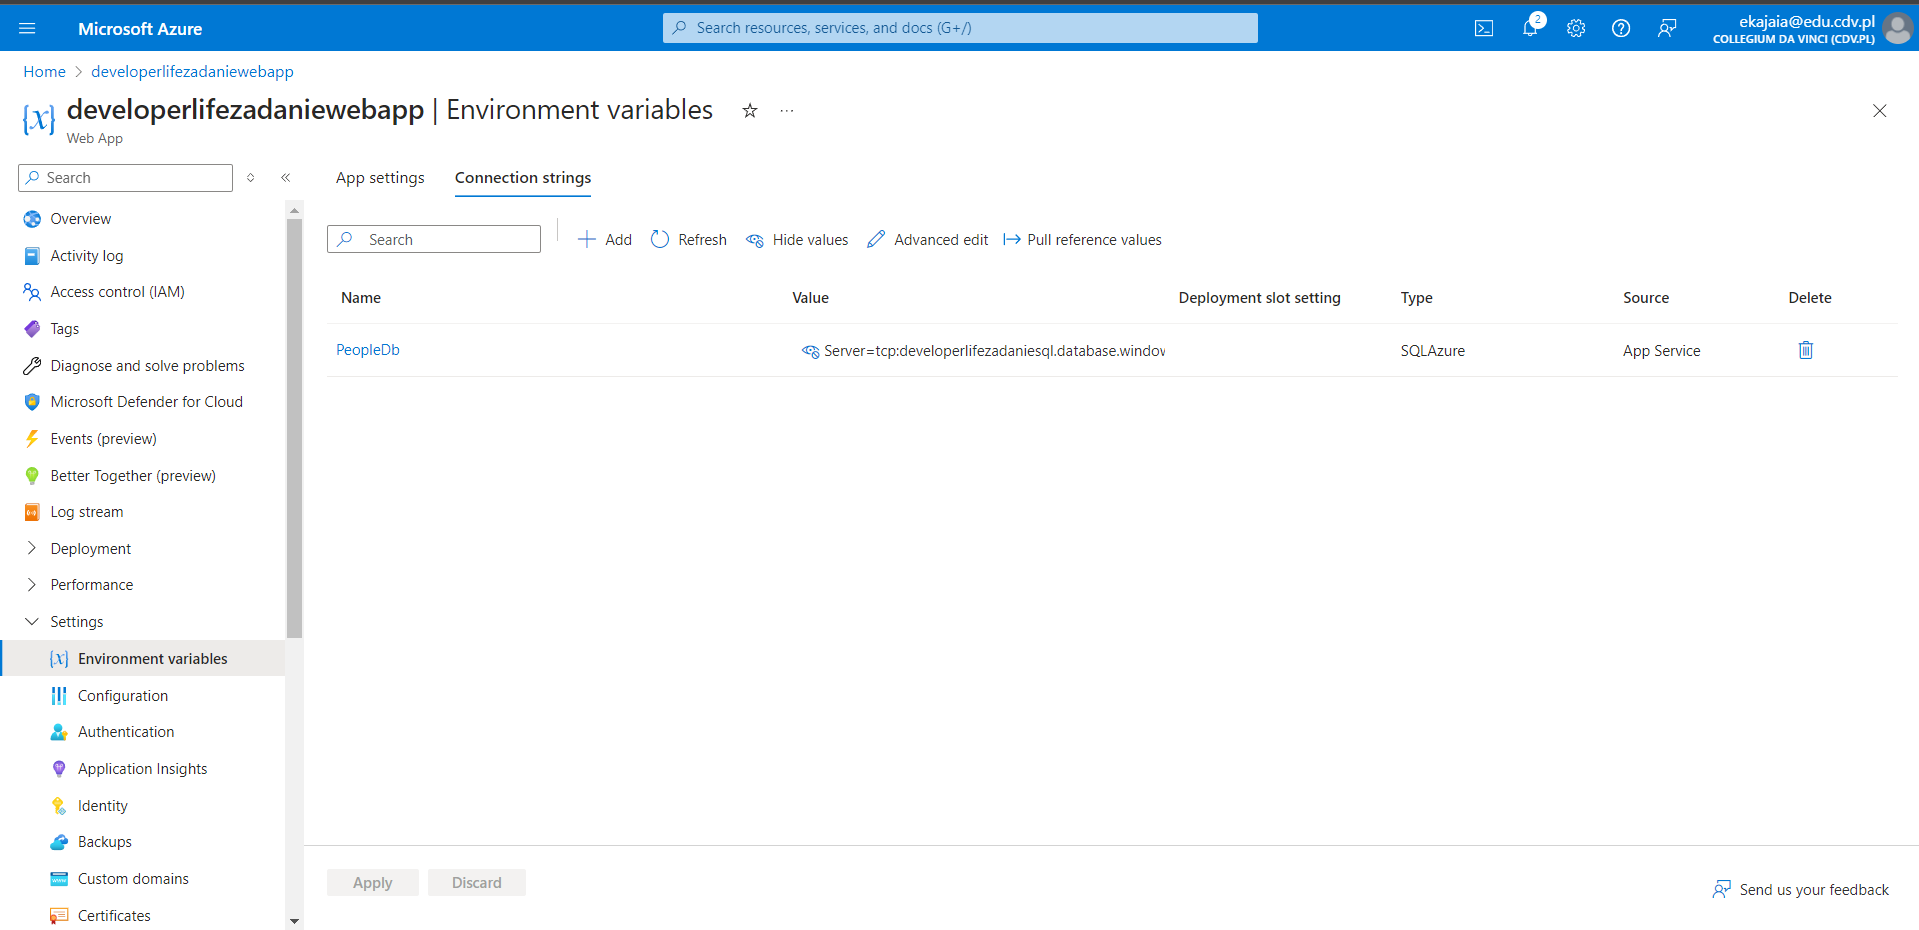 Microsoft Azure
Search resources, services, and docs (G+/)
2
ekajaia@edu.cdv.pl
COLLEGIUM DA VINCI (CDV.PL)
Home > developerlifezadaniewebapp
developerlifezadaniewebapp | Environment variables
Web App
Search
Overview
Activity log
Access control (IAM)
Tags
Diagnose and solve problems
Microsoft Defender for Cloud
Events (preview)
Better Together (preview)
Log stream
Deployment
Performance
Settings
Environment variables
Configuration
Authentication
Application Insights
Identity
Backups
Custom domains
Certificates
App settings
Connection strings
Search
Add
Refresh
Hide values
Advanced edit
Pull reference values
Name Value Deployment slot setting Type Source Delete
PeopleDb Server=tcp:developerlifezadaniesql.database.window SQLAzure App Service
Apply
Discard
Send us your feedback